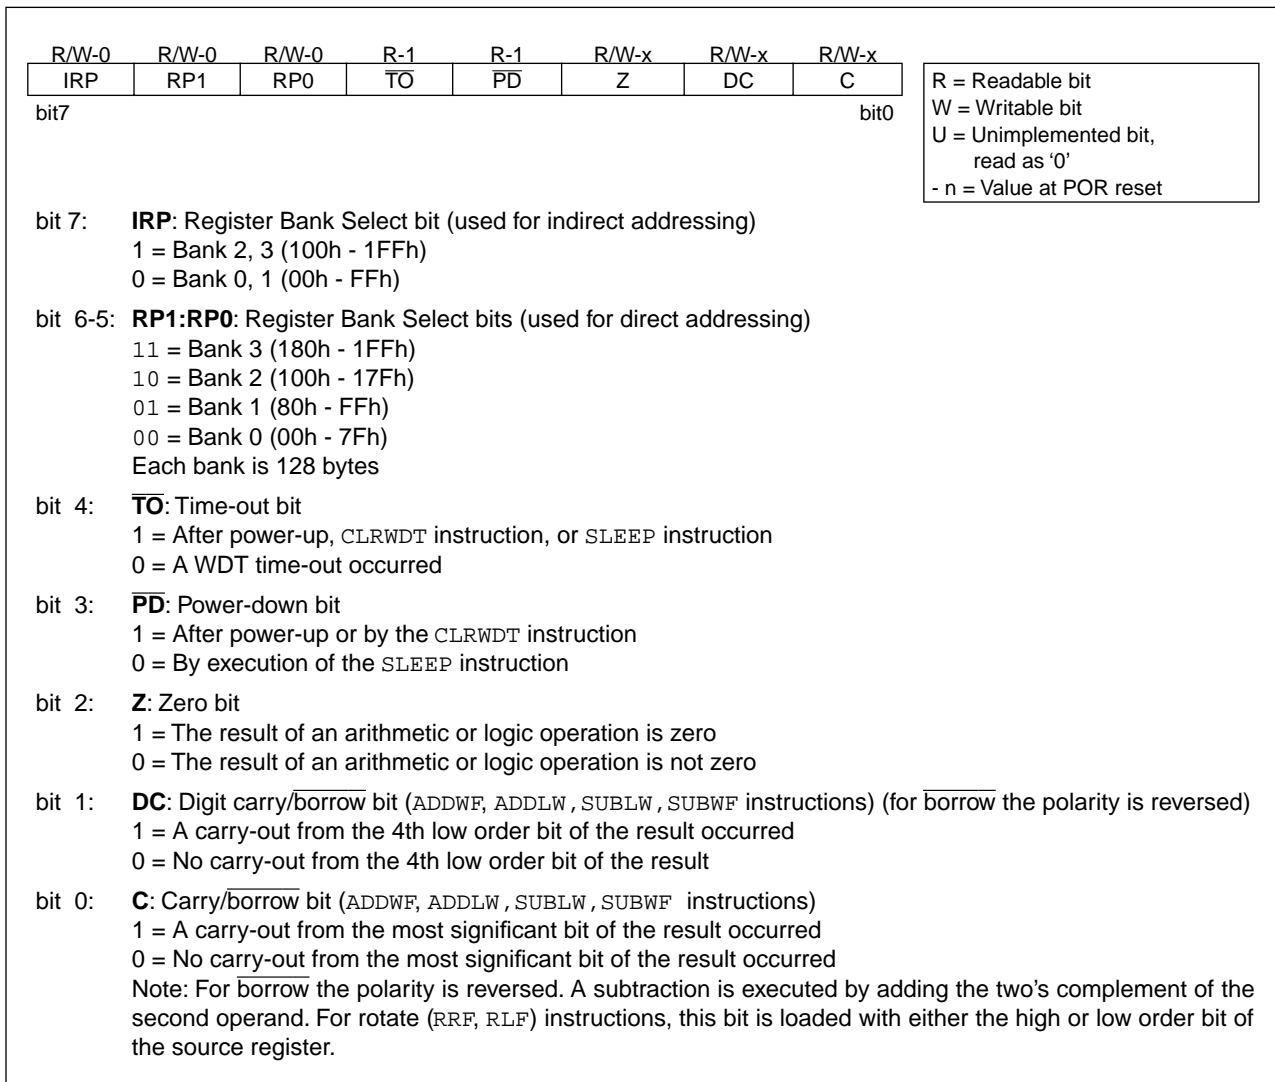 R/W-0 R/W-0 R/W-0 R-1 R-1 R/W-x R/W-x R/W-x
IRP RP1 RP0 T̅O̅ P̅D̅ Z DC C
bit7 bit0
R = Readable bit
W = Writable bit
U = Unimplemented bit,
read as ‘0’
- n = Value at POR reset
bit 7: IRP: Register Bank Select bit (used for indirect addressing)
1 = Bank 2, 3 (100h - 1FFh)
0 = Bank 0, 1 (00h - FFh)
bit 6-5: RP1:RP0: Register Bank Select bits (used for direct addressing)
11 = Bank 3 (180h - 1FFh)
10 = Bank 2 (100h - 17Fh)
01 = Bank 1 (80h - FFh)
00 = Bank 0 (00h - 7Fh)
Each bank is 128 bytes
bit 4: T̅O̅: Time-out bit
1 = After power-up, CLRWDT instruction, or SLEEP instruction
0 = A WDT time-out occurred
bit 3: P̅D̅: Power-down bit
1 = After power-up or by the CLRWDT instruction
0 = By execution of the SLEEP instruction
bit 2: Z: Zero bit
1 = The result of an arithmetic or logic operation is zero
0 = The result of an arithmetic or logic operation is not zero
bit 1: DC: Digit carry/b̅o̅r̅r̅o̅w̅ bit (ADDWF, ADDLW,SUBLW,SUBWF instructions) (for b̅o̅r̅r̅o̅w̅ the polarity is reversed)
1 = A carry-out from the 4th low order bit of the result occurred
0 = No carry-out from the 4th low order bit of the result
bit 0: C: Carry/b̅o̅r̅r̅o̅w̅ bit (ADDWF, ADDLW,SUBLW,SUBWF instructions)
1 = A carry-out from the most significant bit of the result occurred
0 = No carry-out from the most significant bit of the result occurred
Note: For b̅o̅r̅r̅o̅w̅ the polarity is reversed. A subtraction is executed by adding the two’s complement of the
second operand. For rotate (RRF, RLF) instructions, this bit is loaded with either the high or low order bit of
the source register.